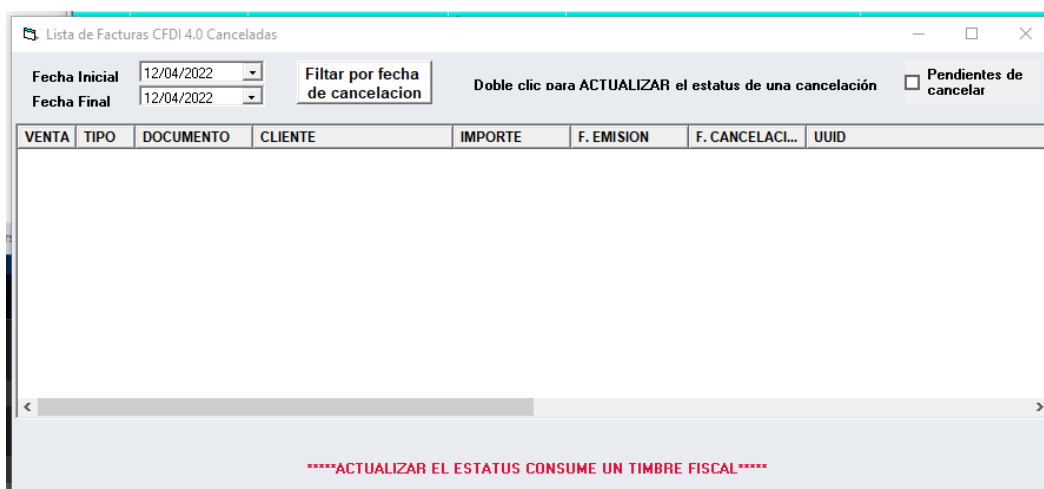 Lista de Facturas CFDI 4.0 Canceladas
Fecha Inicial
12/04/2022
Fecha Final
12/04/2022
Filtar por fecha
de cancelacion
Doble clic para ACTUALIZAR el estatus de una cancelación
Pendientes de
cancelar
VENTA TIPO DOCUMENTO CLIENTE IMPORTE F. EMISION F. CANCELACI... UUID
*****ACTUALIZAR EL ESTATUS CONSUME UN TIMBRE FISCAL*****